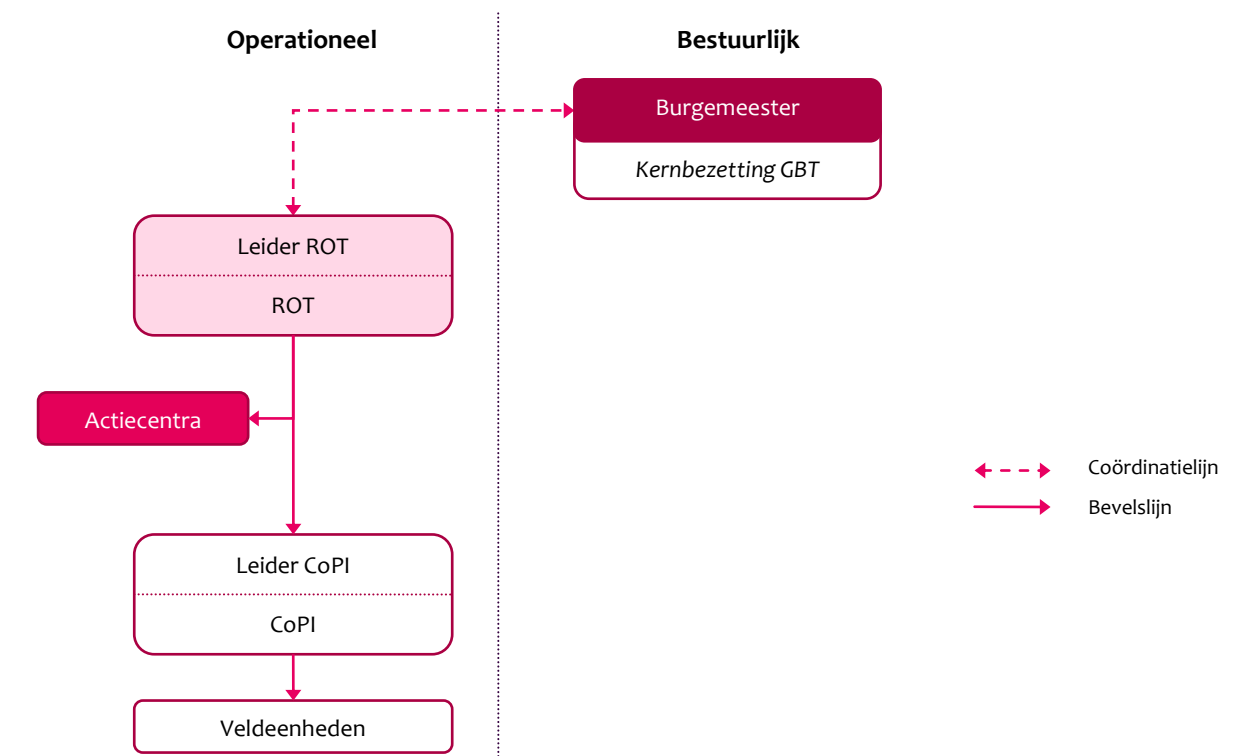 Operationeel
Bestuurlijk
Burgemeester
Kernbezetting GBT
Leider ROT
ROT
Actiecentra
Coördinatielijn
Bevelslijn
Leider CoPI
CoPI
Veldeenheden